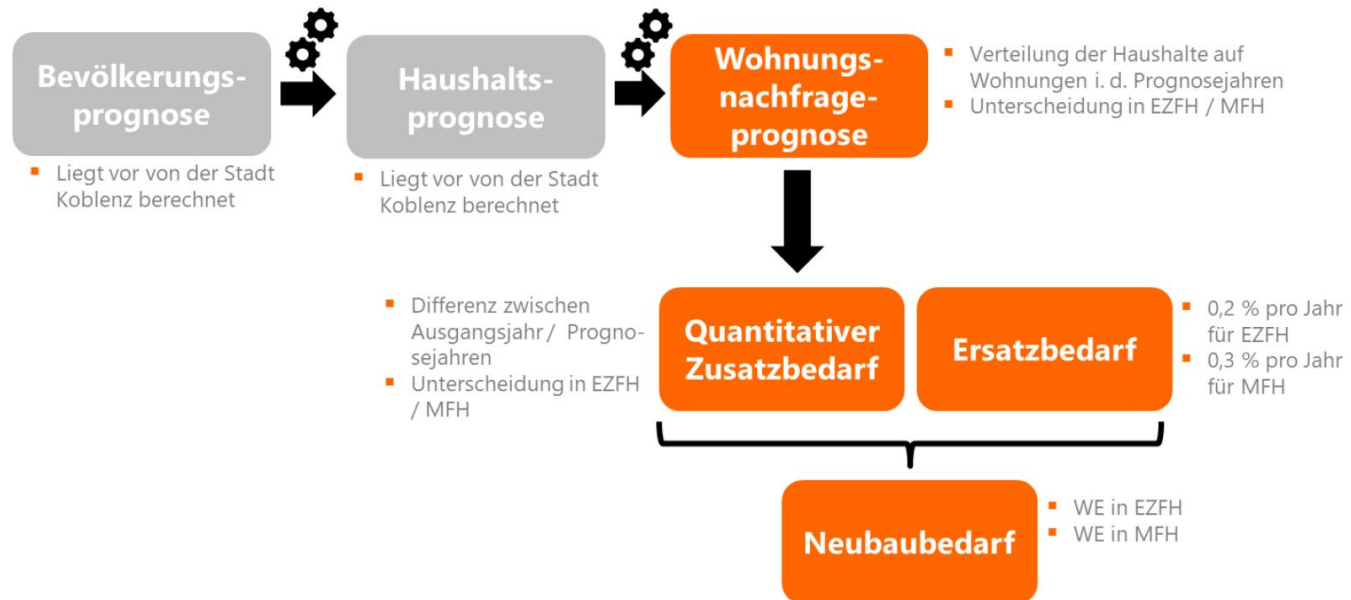 Bevölkerungs-
prognose
Liegt vor von der Stadt
Koblenz berechnet
Haushalts-
prognose
Liegt vor von der Stadt
Koblenz berechnet
Wohnungs-
nachfrage-
prognose
Verteilung der Haushalte auf
Wohnungen i. d. Prognosejahren
Unterscheidung in EZFH / MFH
Differenz zwischen
Ausgangsjahr / Progno-
sejahren
Unterscheidung in EZFH
/ MFH
Quantitativer
Zusatzbedarf
Ersatzbedarf
0,2 % pro Jahr
für EZFH
0,3 % pro Jahr
für MFH
Neubaubedarf
WE in EZFH
WE in MFH